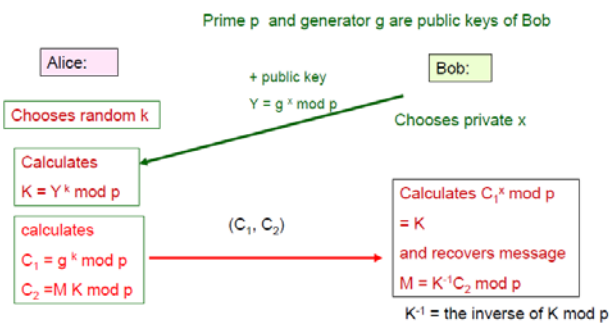 Prime p and generator g are public keys of Bob
Alice:
Bob:
+ public key
Y = g ˣ mod p
Chooses random k
Chooses private x
Calculates
K = Yᵏ mod p
calculates
C₁ = g ᵏ mod p
C₂ =M K mod p
(C₁, C₂)
Calculates C₁ˣ mod p
= K
and recovers message
M = K⁻¹C₂ mod p
K⁻¹ = the inverse of K mod p